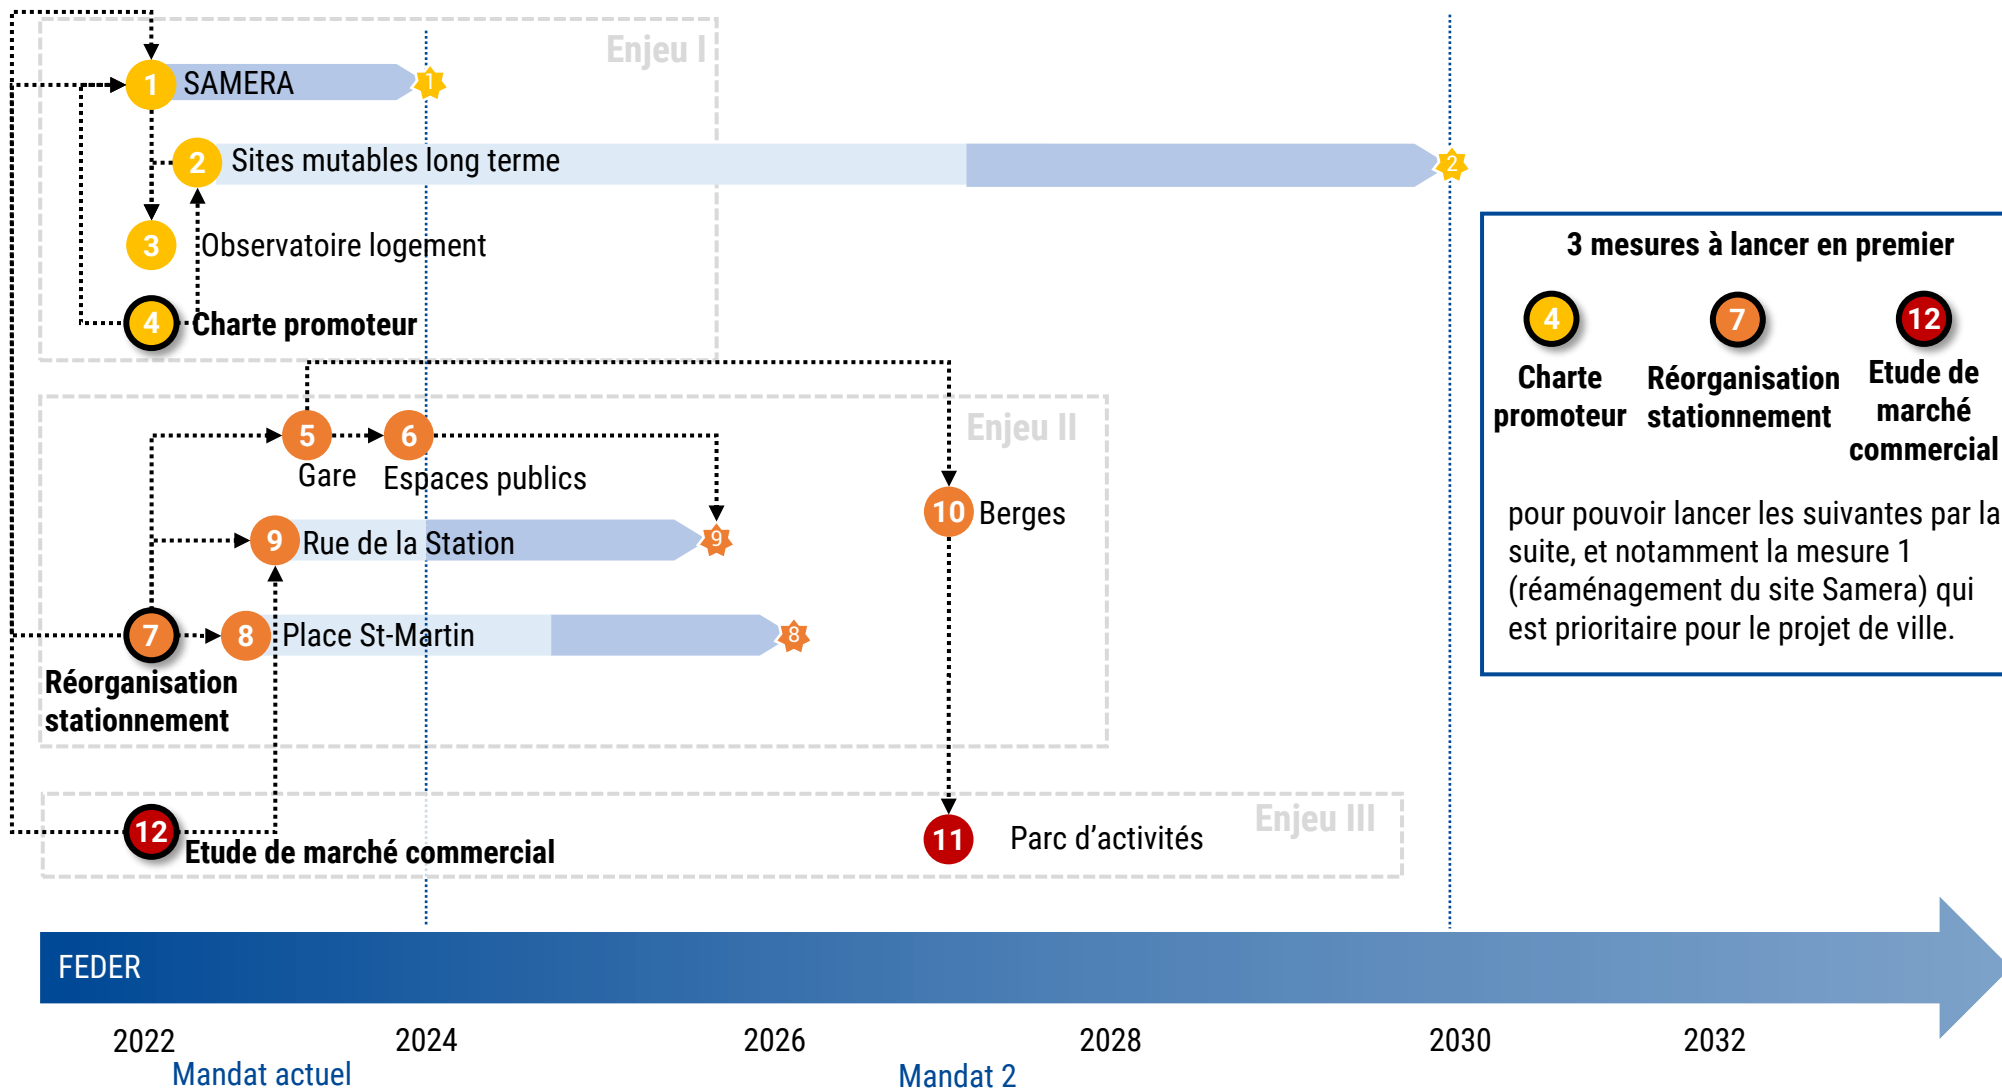 Enjeu I
1
SAMERA
1
2
Sites mutables long terme
2
3
Observatoire logement
4
Charte promoteur
Enjeu II
5
6
Gare
Espaces publics
10
Berges
9
Rue de la Station
9
7
8
Place St-Martin
8
Réorganisation
stationnement
Enjeu III
12
Etude de marché commercial
11
Parc d’activités
3 mesures à lancer en premier
4
7
12
Charte
promoteur
Réorganisation
stationnement
Etude de
marché
commercial
pour pouvoir lancer les suivantes par la
suite, et notamment la mesure 1
(réaménagement du site Samera) qui
est prioritaire pour le projet de ville.
FEDER
2022
2024
2026
2028
2030
2032
Mandat actuel
Mandat 2